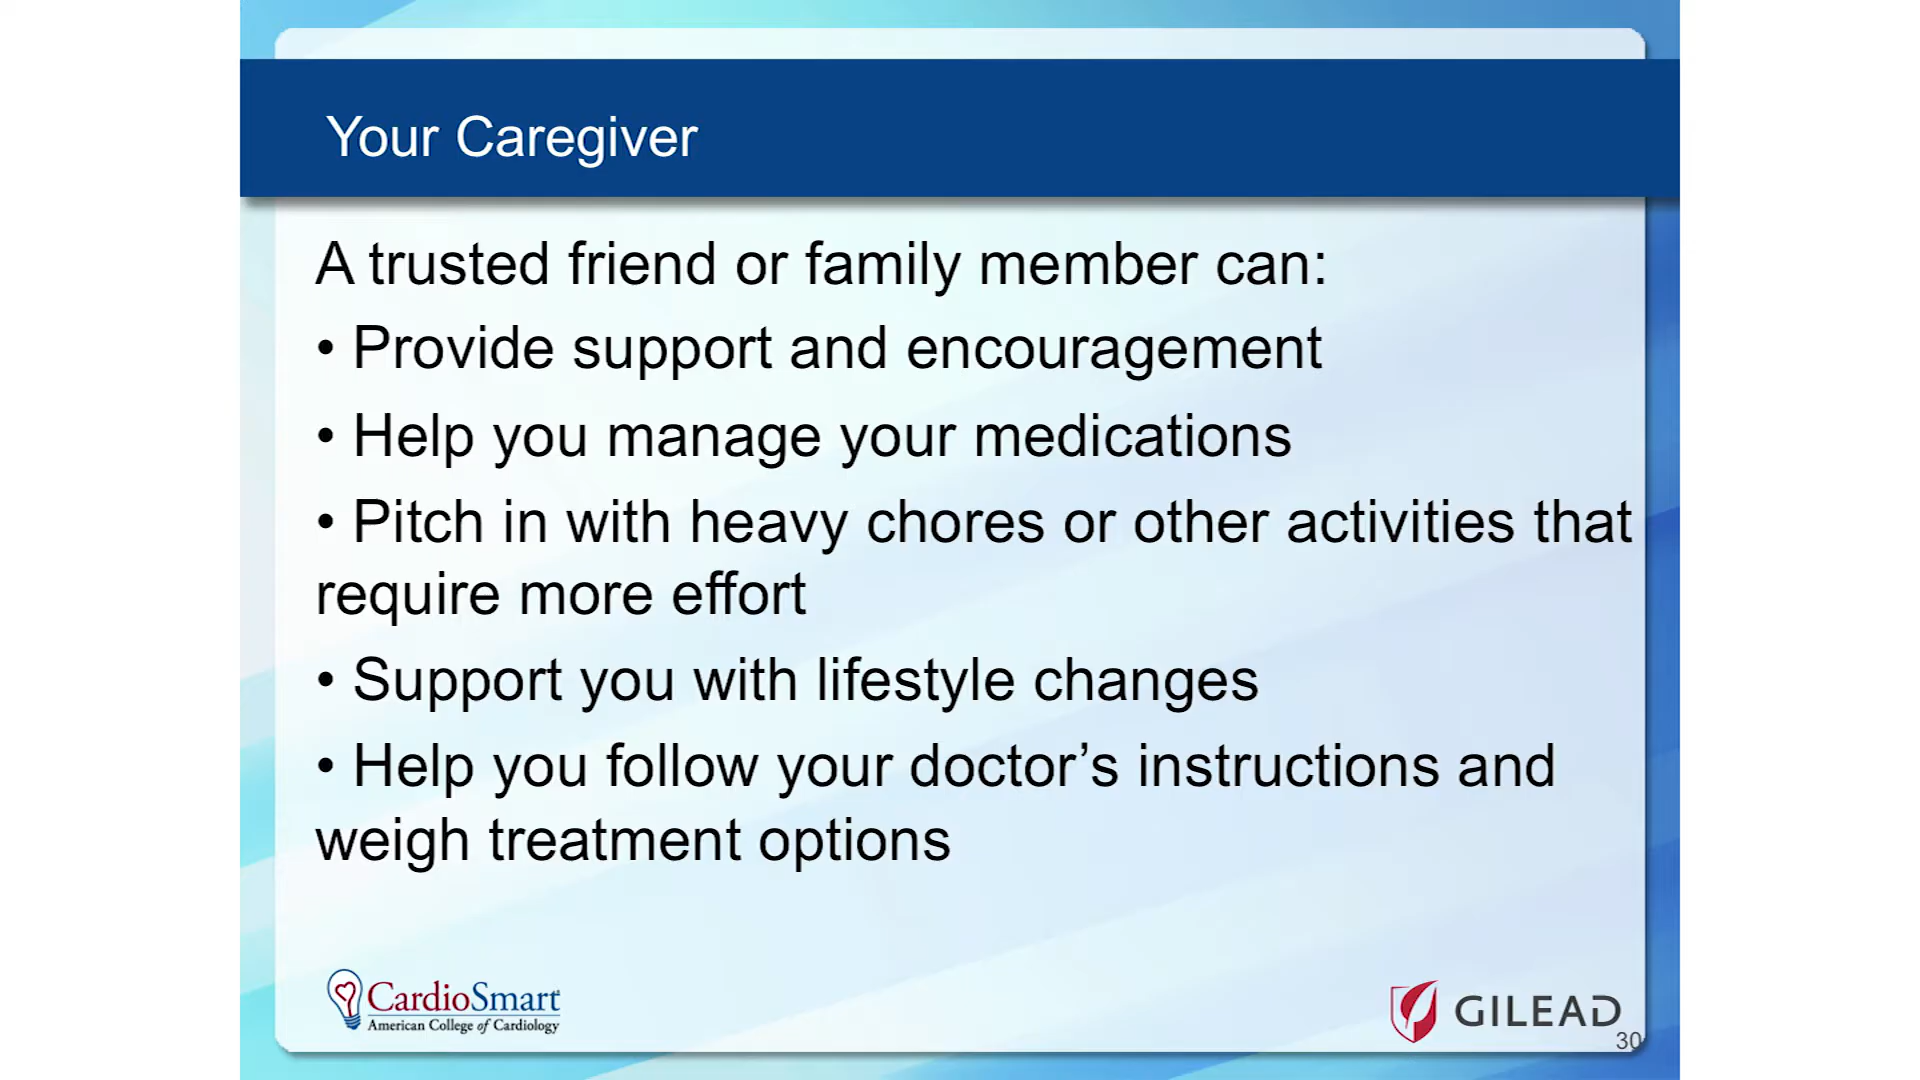 Your Caregiver
A trusted friend or family member can:
• Provide support and encouragement
• Help you manage your medications
• Pitch in with heavy chores or other activities that
require more effort
• Support you with lifestyle changes
• Help you follow your doctor’s instructions and
weigh treatment options
CardioSmart
American College of Cardiology
GILEAD
30